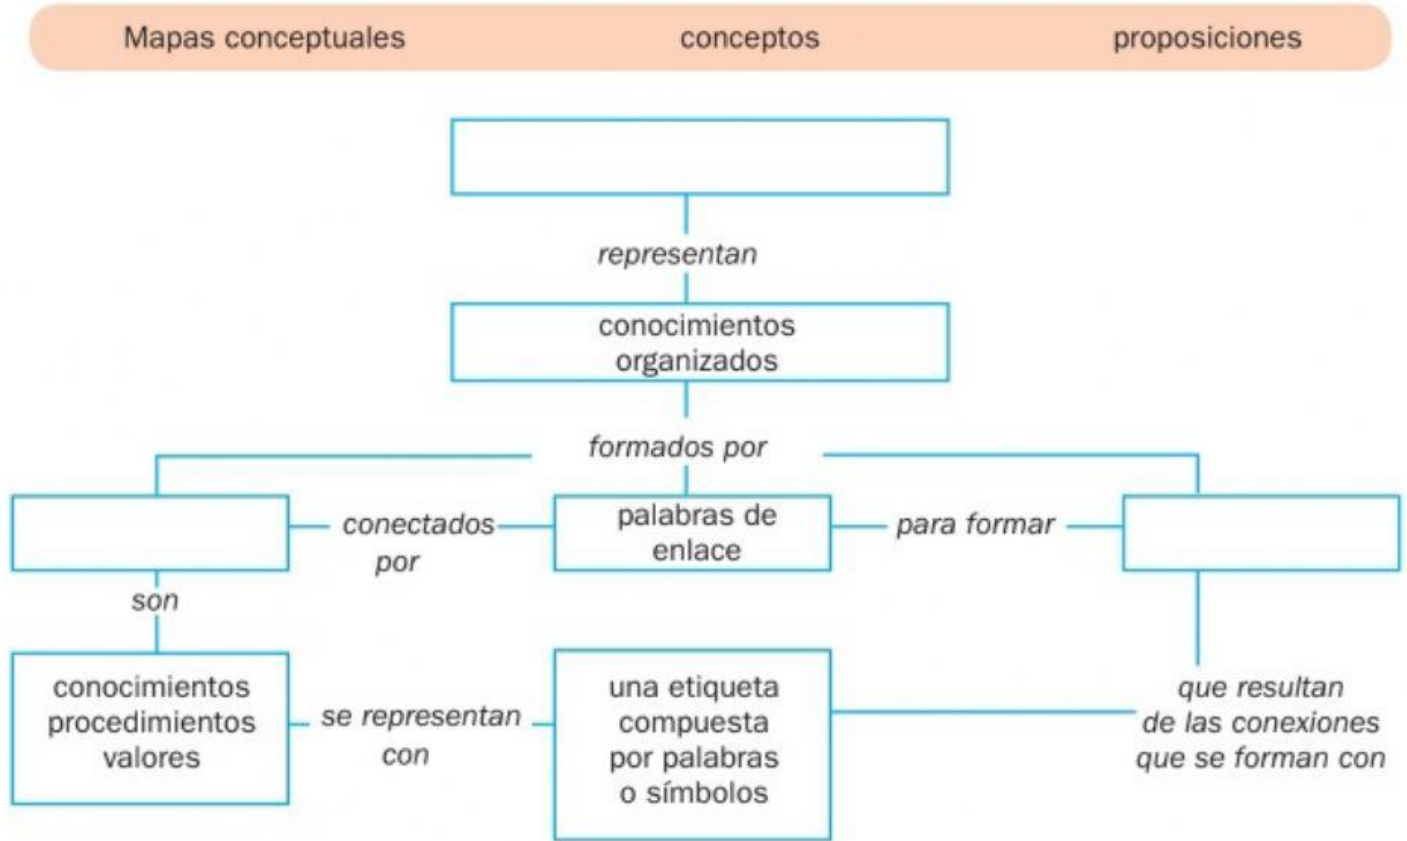 Mapas conceptuales conceptos proposiciones
representan
conocimientos
organizados
formados por
conectados
por
palabras de
enlace
para formar
son
conocimientos
procedimientos
valores
se representan
con
una etiqueta
compuesta
por palabras
o símbolos
que resultan
de las conexiones
que se forman con